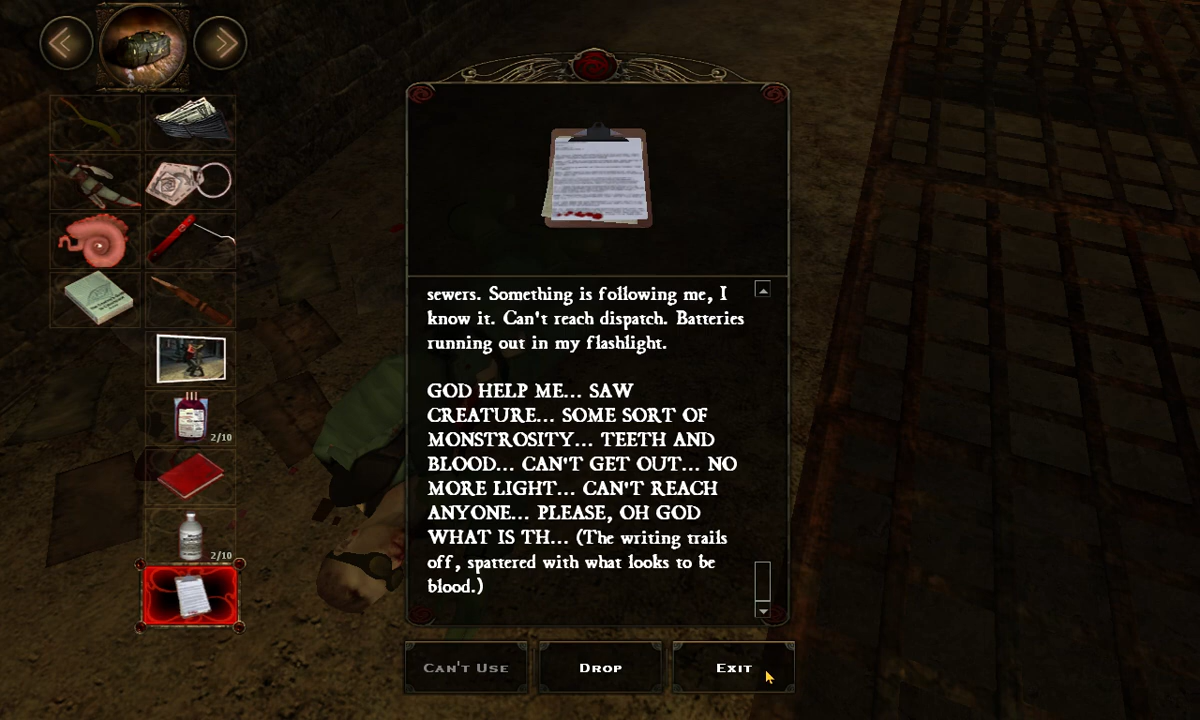 sewers. Something is following me, I
know it. Can't reach dispatch. Batteries
running out in my flashlight.
GOD HELP ME... SAW
CREATURE... SOME SORT OF
MONSTROSITY... TEETH AND
BLOOD... CAN'T GET OUT... NO
MORE LIGHT... CAN'T REACH
ANYONE... PLEASE, OH GOD
WHAT IS TH... (The writing trails
off, spattered with what looks to be
blood.)
2/10
2/10
CAN'T USE
DROP
EXIT